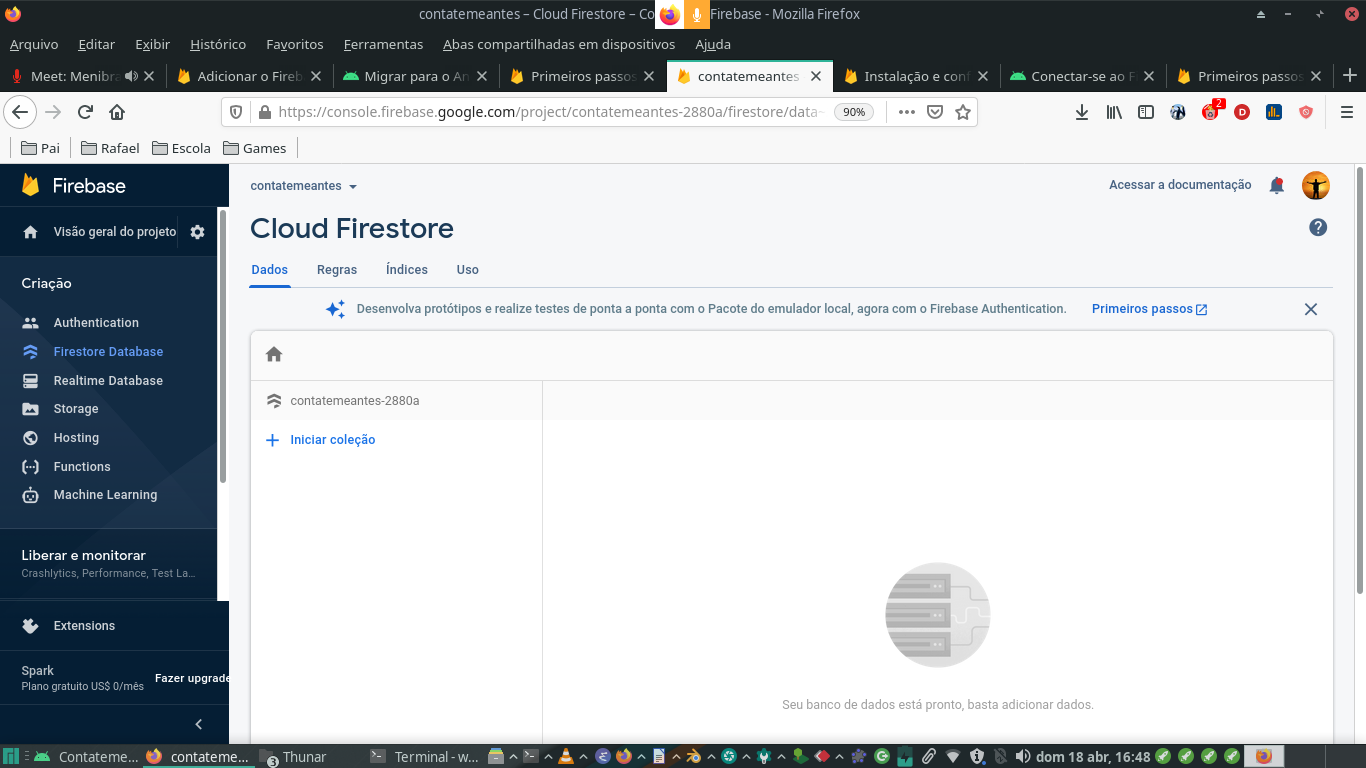 contatemeantes – Cloud Firestore – Co Firebase - Mozilla Firefox
Arquivo Editar Exibir Histórico Favoritos Ferramentas Abas compartilhadas em dispositivos Ajuda
Meet: Menibra Adicionar o Fireb Migrar para o An Primeiros passos contatemeantes Instalação e conf Conectar-se ao F Primeiros passos
https://console.firebase.google.com/project/contatemeantes-2880a/firestore/data~ 90% 2
Pai Rafael Escola Games
Firebase
contatemeantes
Acessar a documentação
Visão geral do projeto
Cloud Firestore
Dados Regras Índices Uso
Criação
Authentication
Firestore Database
Realtime Database
Storage
Hosting
Functions
Machine Learning
Liberar e monitorar
Crashlytics, Performance, Test La...
Extensions
Spark
Plano gratuito US$ 0/mês
Fazer upgrade
Desenvolva protótipos e realize testes de ponta a ponta com o Pacote do emulador local, agora com o Firebase Authentication. Primeiros passos
contatemeantes-2880a
Iniciar coleção
Seu banco de dados está pronto, basta adicionar dados.
Conteme... conteme... 3 Thunar Terminal - w... dom 18 abr, 16:48